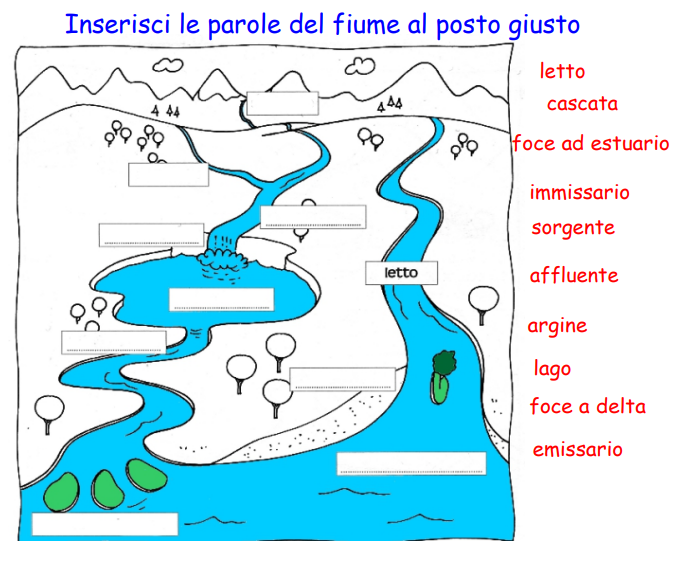 Inserisci le parole del fiume al posto giusto
letto
cascata
foce ad estuario
immissario
sorgente
affluente
letto
argine
lago
foce a delta
emissario